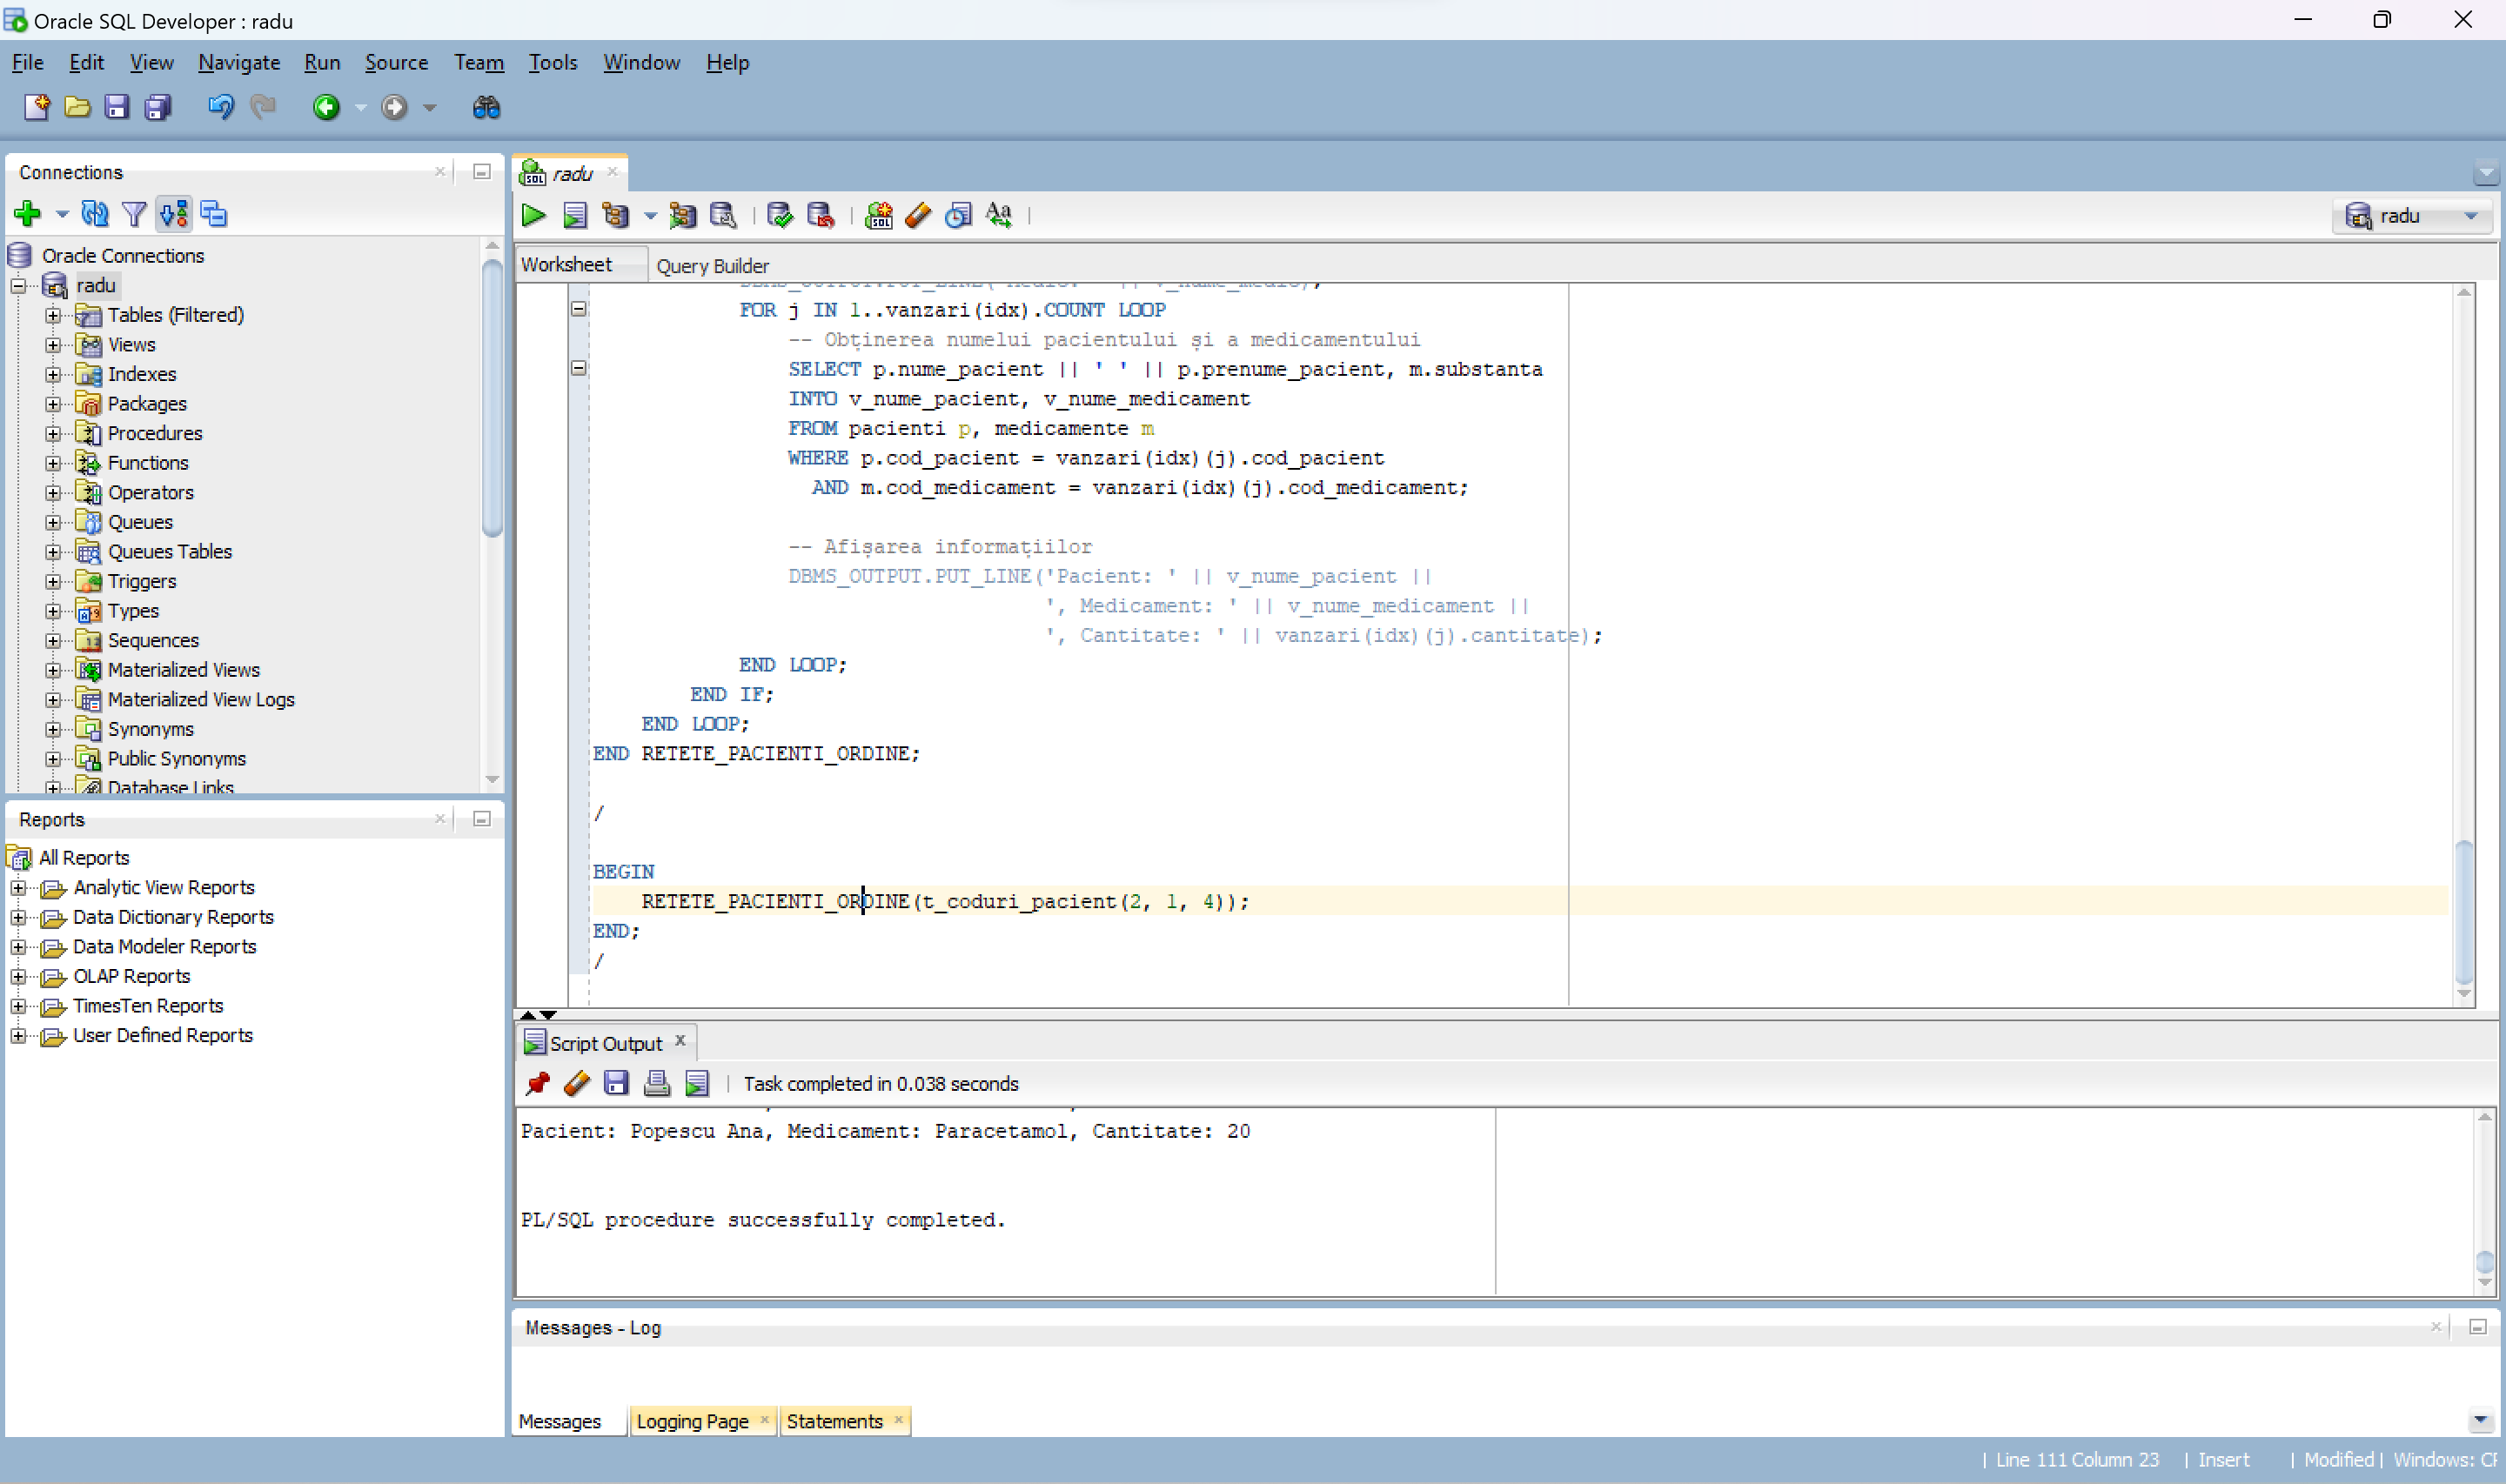 Oracle SQL Developer : radu
File Edit View Navigate Run Source Team Tools Window Help
Connections
Oracle Connections
radu
Tables (Filtered)
Views
Indexes
Packages
Procedures
Functions
Operators
Queues
Queues Tables
Triggers
Types
Sequences
Materialized Views
Materialized View Logs
Synonyms
Public Synonyms
Database Links
Reports
All Reports
Analytic View Reports
Data Dictionary Reports
Data Modeler Reports
OLAP Reports
TimesTen Reports
User Defined Reports
radu
radu
Worksheet Query Builder
FOR j IN 1..vanzari(idx).COUNT LOOP
-- Obținerea numelui pacientului și a medicamentului
SELECT p.nume_pacient || ' ' || p.prenume_pacient, m.substanta
INTO v_nume_pacient, v_nume_medicament
FROM pacienti p, medicamente m
WHERE p.cod_pacient = vanzari(idx)(j).cod_pacient
AND m.cod_medicament = vanzari(idx)(j).cod_medicament;
-- Afișarea informațiilor
DBMS_OUTPUT.PUT_LINE('Pacient: ' || v_nume_pacient ||
', Medicament: ' || v_nume_medicament ||
', Cantitate: ' || vanzari(idx)(j).cantitate);
END LOOP;
END IF;
END LOOP;
END RETETE_PACIENTI_ORDINE;
/
BEGIN
RETETE_PACIENTI_ORDINE(t_coduri_pacient(2, 1, 4));
END;
/
Script Output
Task completed in 0.038 seconds
Pacient: Popescu Ana, Medicament: Paracetamol, Cantitate: 20
PL/SQL procedure successfully completed.
Messages - Log
Messages Logging Page Statements
Line 111 Column 23 | Insert | Modified | Windows: